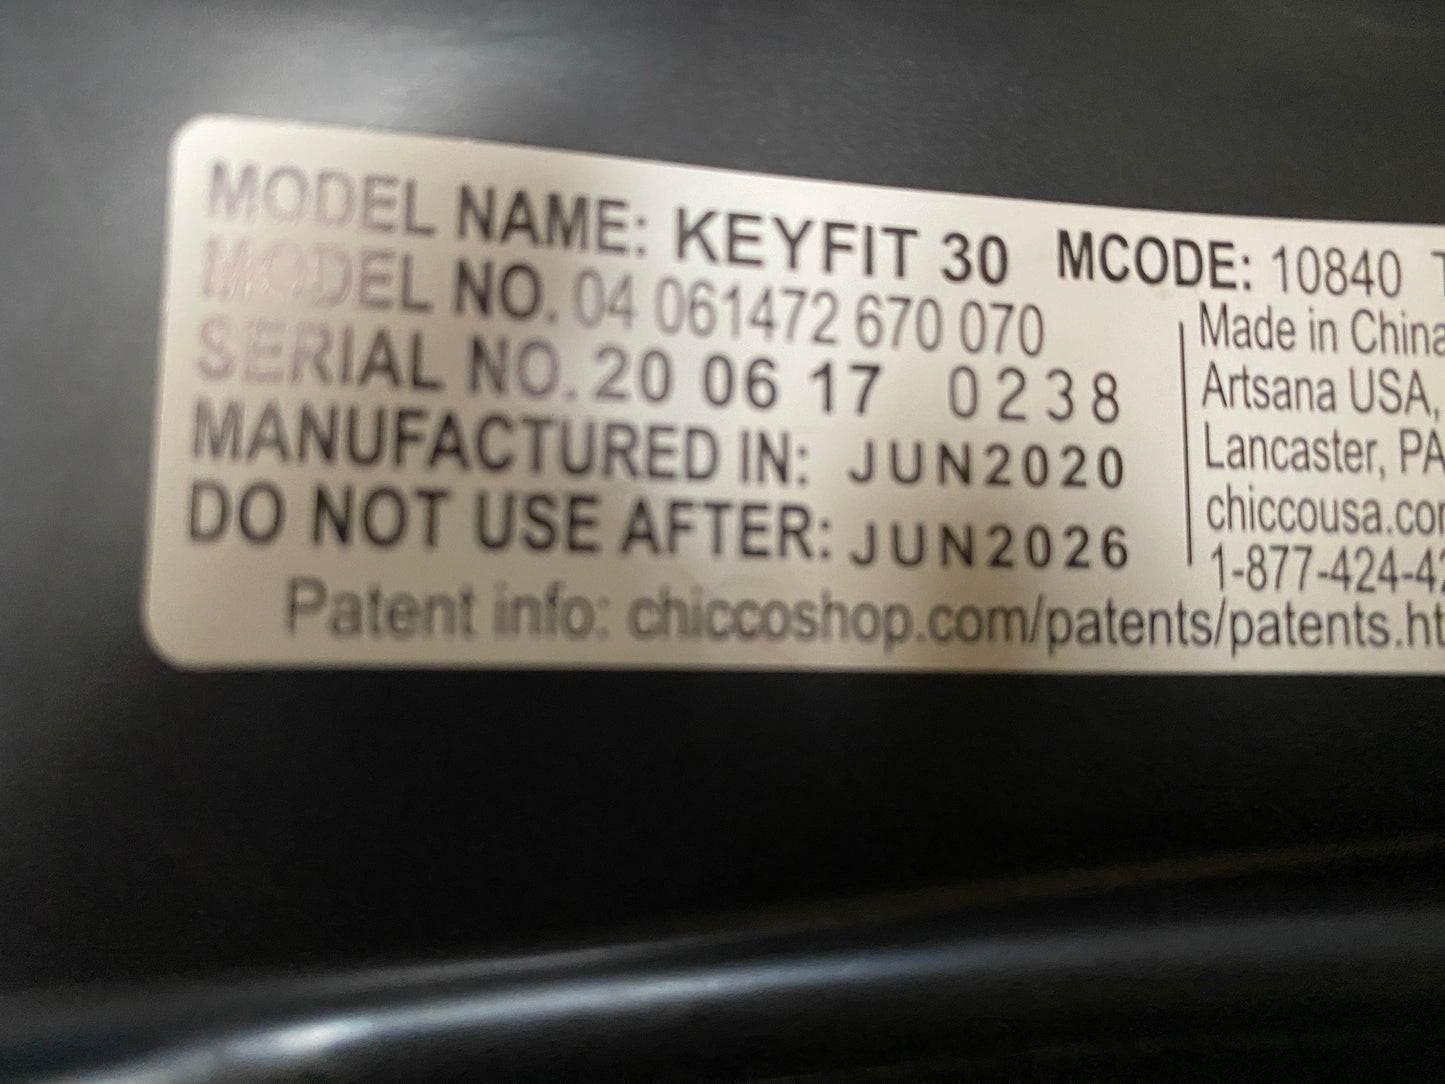 MODEL NAME: KEYFIT 30 MCODE: 10840
MODEL NO. 04 061472 670 070
SERIAL NO. 20 06 17 0238
MANUFACTURED IN: JUN2020
DO NOT USE AFTER: JUN2026
Made in China
Artsana USA,
Lancaster, PA
chiccousa.com
1-877-424-42
Patent info: chiccoshop.com/patents/patents.ht